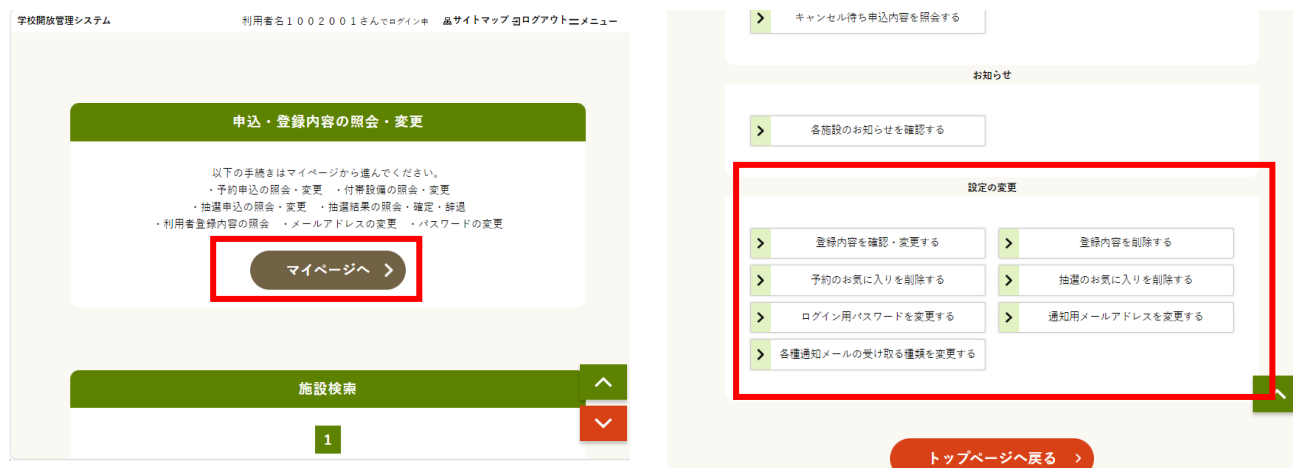 学校開放管理システム
利用者名１００２００１さんでログイン中 サイトマップ ログアウト メニュー
申込・登録内容の照会・変更
以下の手続きはマイページから進んでください。
・予約申込の照会・変更 ・付帯設備の照会・変更
・抽選申込の照会・変更 ・抽選結果の照会・確定・辞退
・利用者登録内容の照会 ・メールアドレスの変更 ・パスワードの変更
マイページへ
施設検索
1
キャンセル待ち申込内容を照会する
お知らせ
各施設のお知らせを確認する
設定の変更
登録内容を確認・変更する
登録内容を削除する
予約のお気に入りを削除する
抽選のお気に入りを削除する
ログイン用パスワードを変更する
通知用メールアドレスを変更する
各種通知メールの受け取る種類を変更する
トップページへ戻る